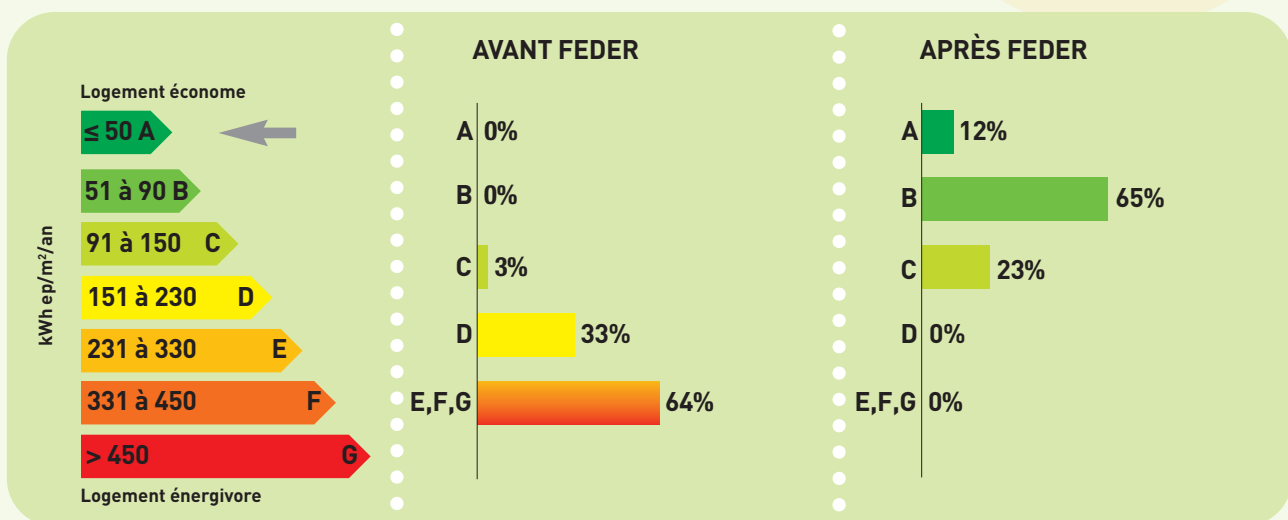 Logement économe
≤ 50 A
51 à 90 B
91 à 150 C
151 à 230 D
231 à 330 E
331 à 450 F
> 450 G
Logement énergivore
kWh ep/m²/an
AVANT FEDER
A 0%
B 0%
C 3%
D 33%
E,F,G 64%
APRÈS FEDER
A 12%
B 65%
C 23%
D 0%
E,F,G 0%